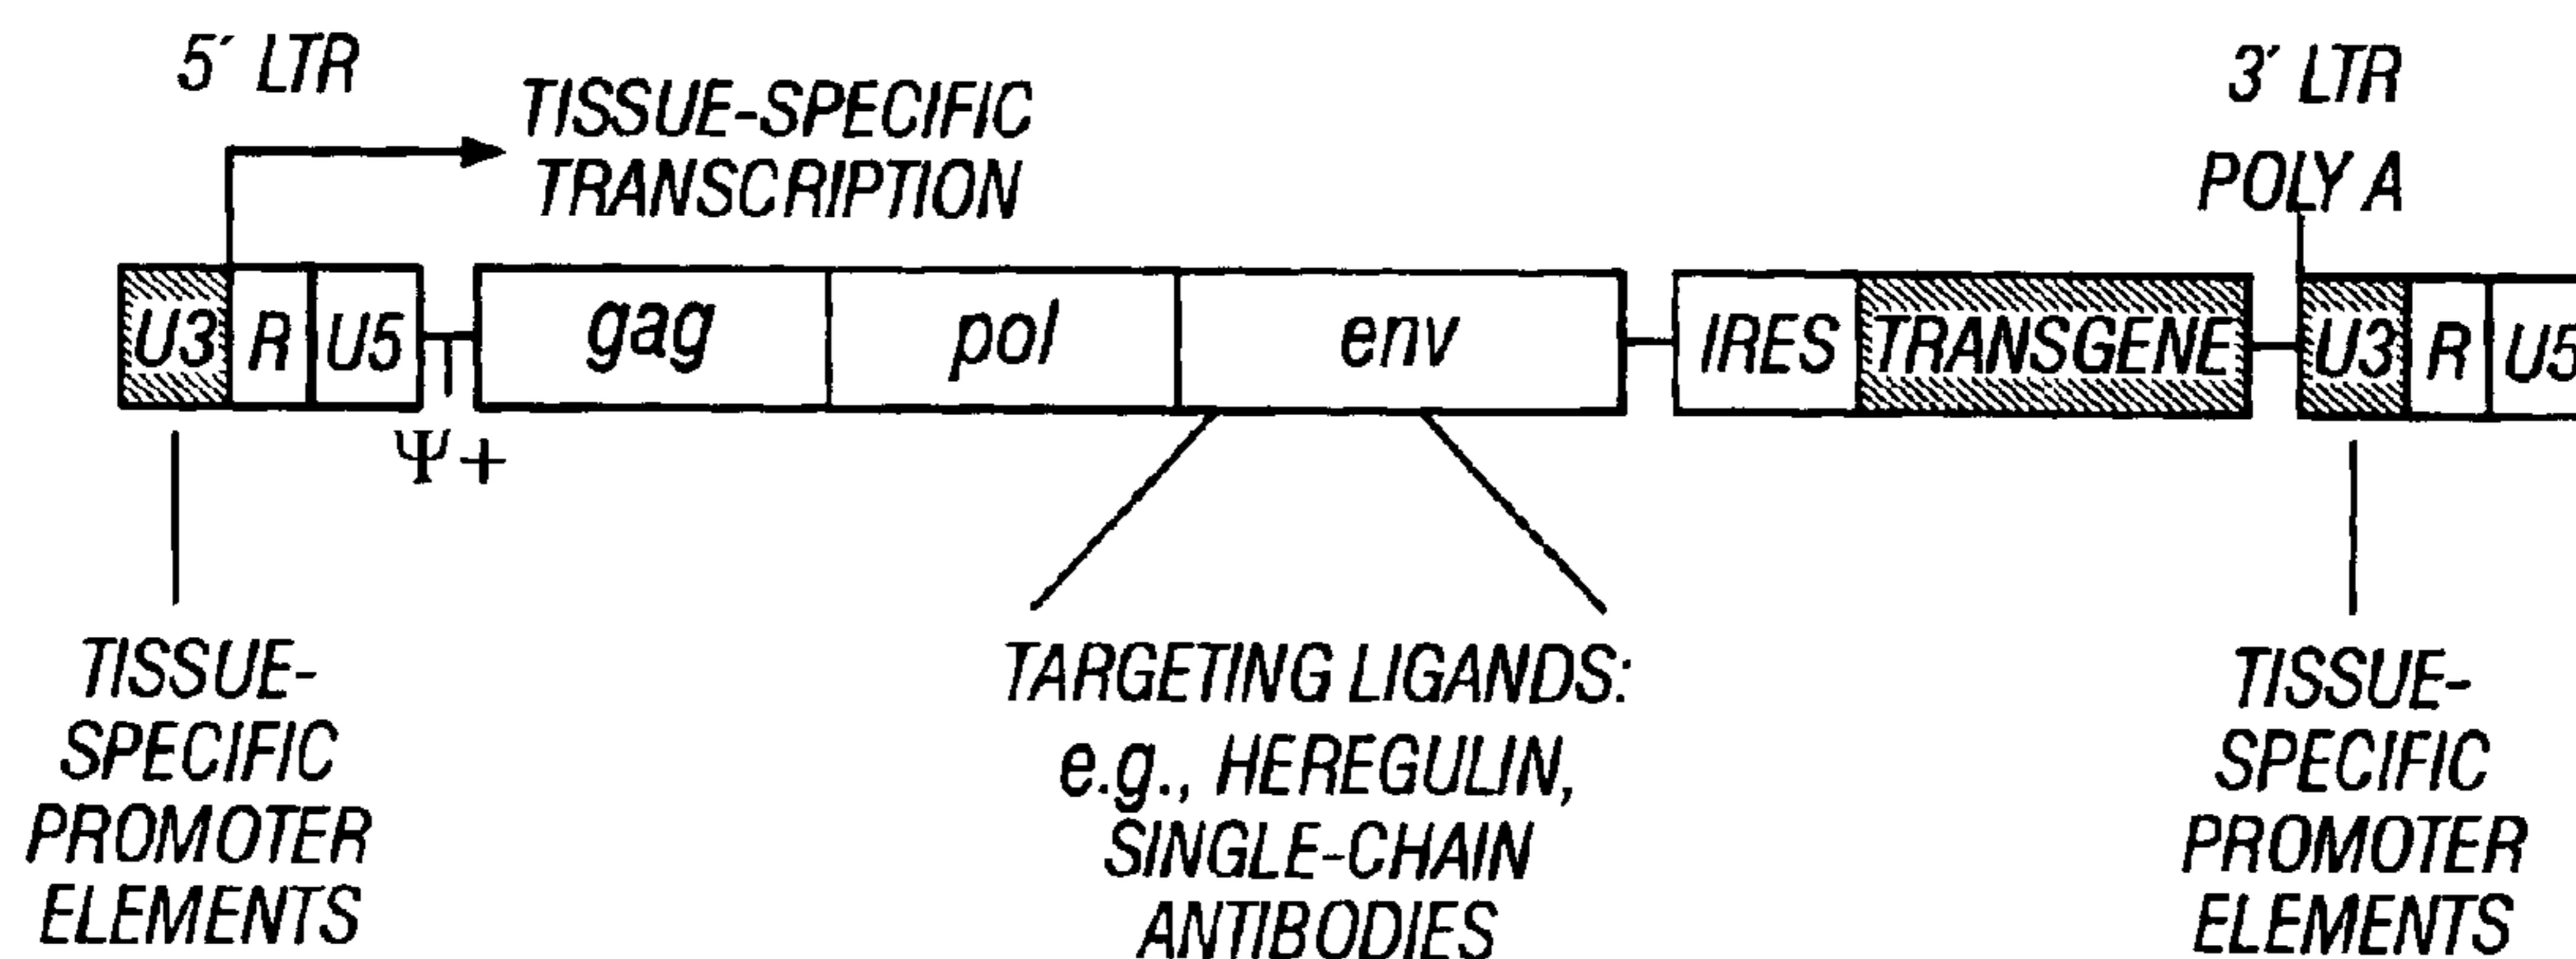 5´ LTR
TISSUE-SPECIFIC
TRANSCRIPTION
3´ LTR
POLY A
U3 R U5 gag pol env IRES TRANSGENE U3 R U5
Ψ+
TISSUE-
SPECIFIC
PROMOTER
ELEMENTS
TARGETING LIGANDS:
e.g., HEREGULIN,
SINGLE-CHAIN
ANTIBODIES
TISSUE-
SPECIFIC
PROMOTER
ELEMENTS